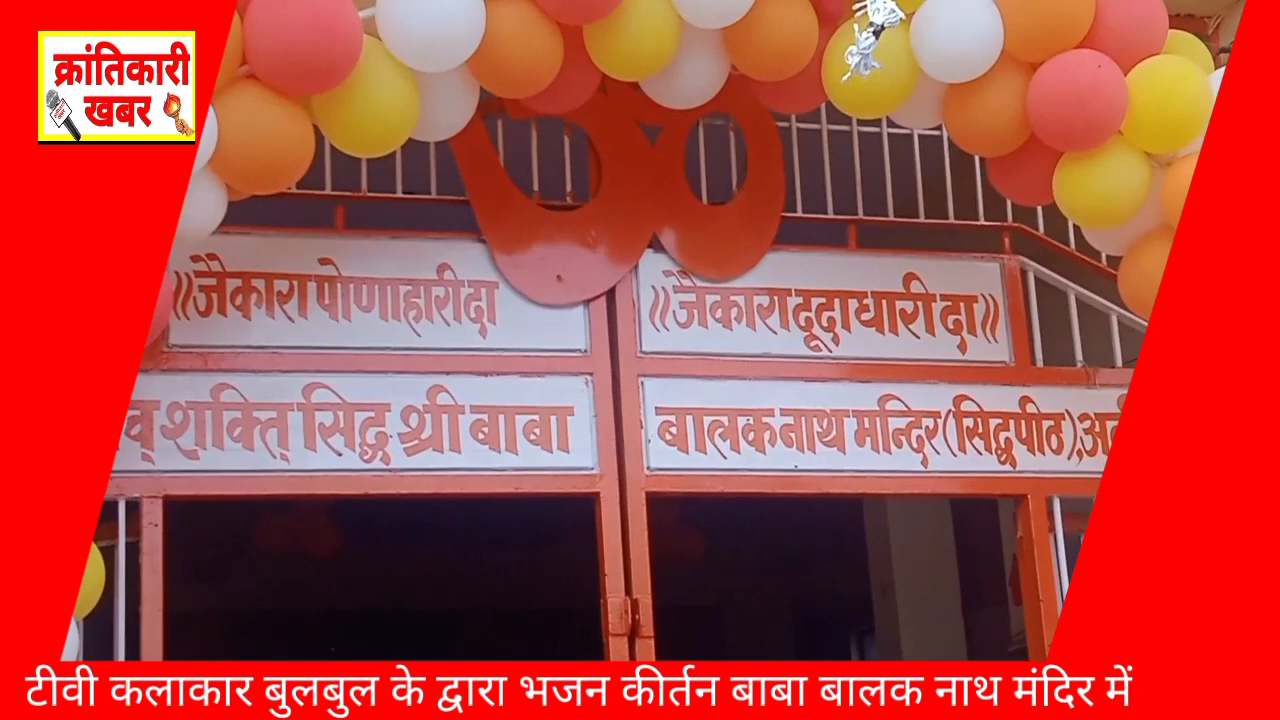 क्रांतिकारी
खबर
॥जैकारा पोणाहारी दा
॥जैकारा दूदाधारी दा॥
शक्ति सिद्ध श्री बाबा
बालकनाथ मन्दिर (सिद्धपीठ),
टीवी कलाकार बुलबुल के द्वारा भजन कीर्तन बाबा बालक नाथ मंदिर में